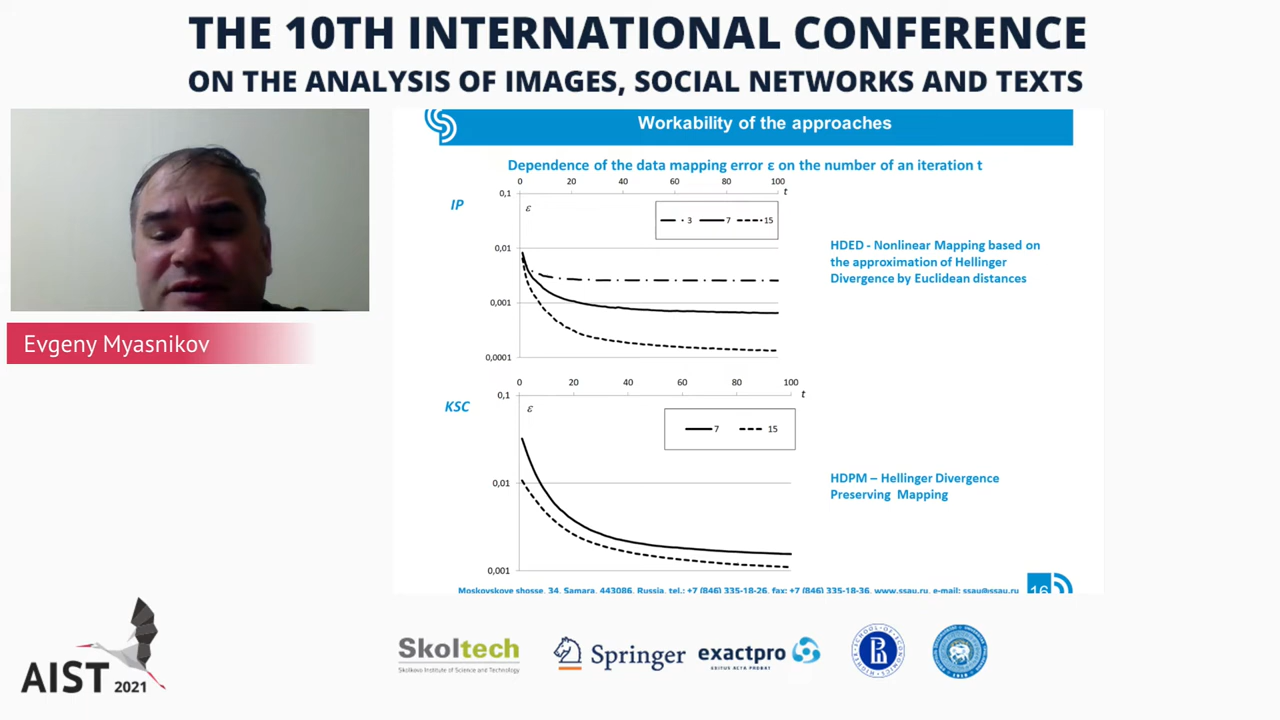 THE 10TH INTERNATIONAL CONFERENCE
ON THE ANALYSIS OF IMAGES, SOCIAL NETWORKS AND TEXTS
Evgeny Myasnikov
Workability of the approaches
Dependence of the data mapping error ε on the number of an iteration t
IP
0 20 40 60 80 100
t
0,1
ε
3 7 15
0,01
0,001
0,0001
HDED - Nonlinear Mapping based on
the approximation of Hellinger
Divergence by Euclidean distances
KSC
0 20 40 60 80 100
t
0,1
ε
7 15
0,01
0,001
HDPM – Hellinger Divergence
Preserving Mapping
Moskovskoye shosse, 34, Samara, 443086, Russia, tel.: +7 (846) 335-18-26, fax: +7 (846) 335-18-36, www.ssau.ru, e-mail: ssau@ssau.ru
16
AIST 2021
Skoltech
Skolkovo Institute of Science and Technology
Springer
exactpro
EXITUS ACTA PROBAT